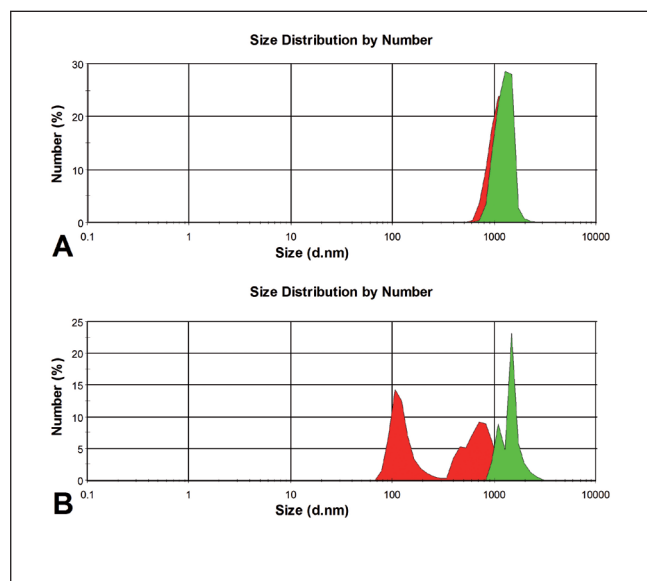 Size Distribution by Number
30
20
10
0
Number (%)
0.1 1 10 100 1000 10000
Size (d.nm)
A
Size Distribution by Number
25
20
15
10
5
0
Number (%)
0.1 1 10 100 1000 10000
Size (d.nm)
B